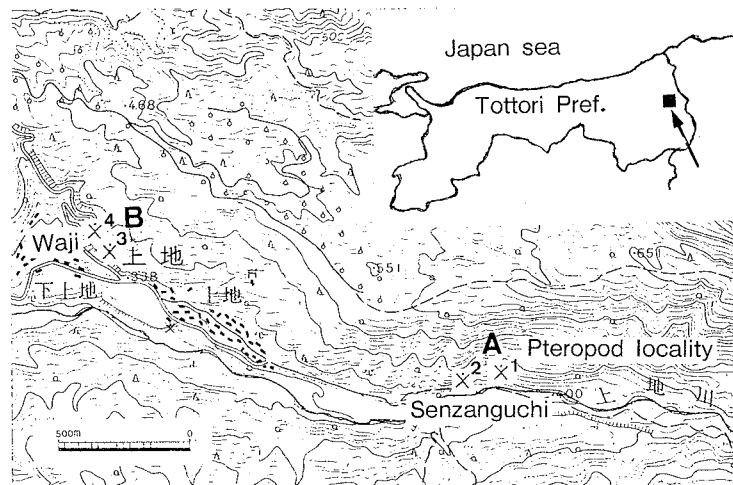 Japan sea
Tottori Pref.
468
4 B
3
Waji
上地
338
下上地
上地
551
651
A Pteropod locality
2 1
上地川
Senzanguchi
500m 0